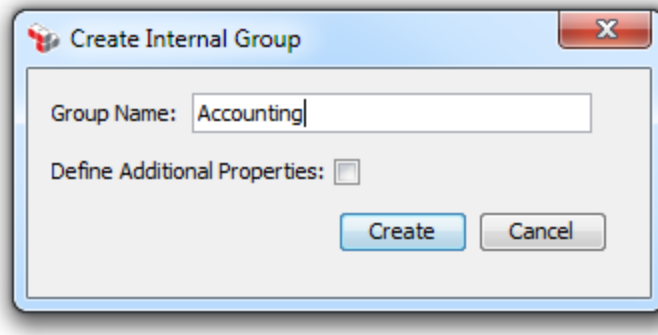 Create Internal Group
Group Name: Accounting
Define Additional Properties:
Create Cancel